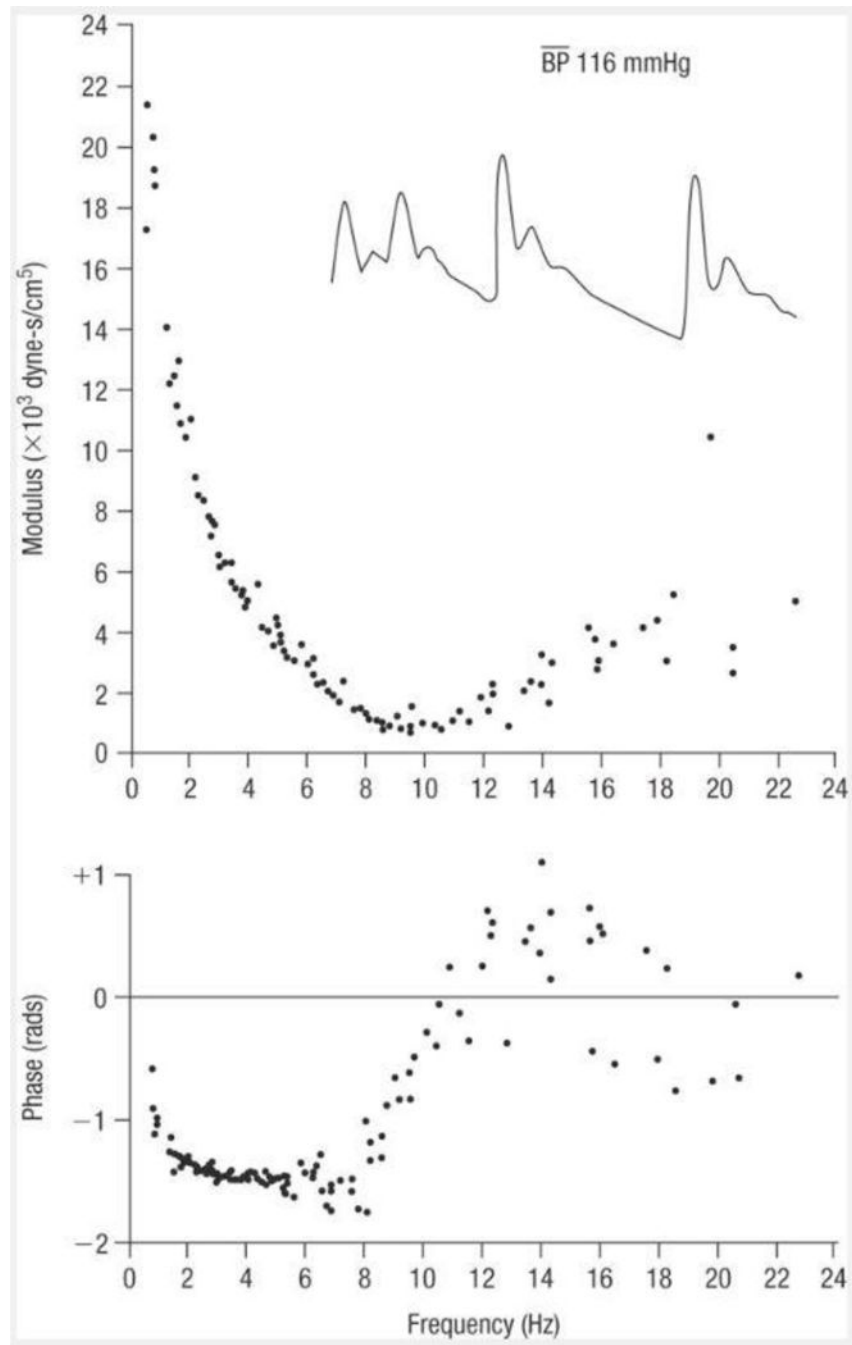 24
22
20
18
16
14
12
10
8
6
4
2
0
Modulus (×10³ dyne-s/cm⁵)
BP 116 mmHg
0 2 4 6 8 10 12 14 16 18 20 22 24
+1
0
−1
−2
Phase (rads)
0 2 4 6 8 10 12 14 16 18 20 22 24
Frequency (Hz)